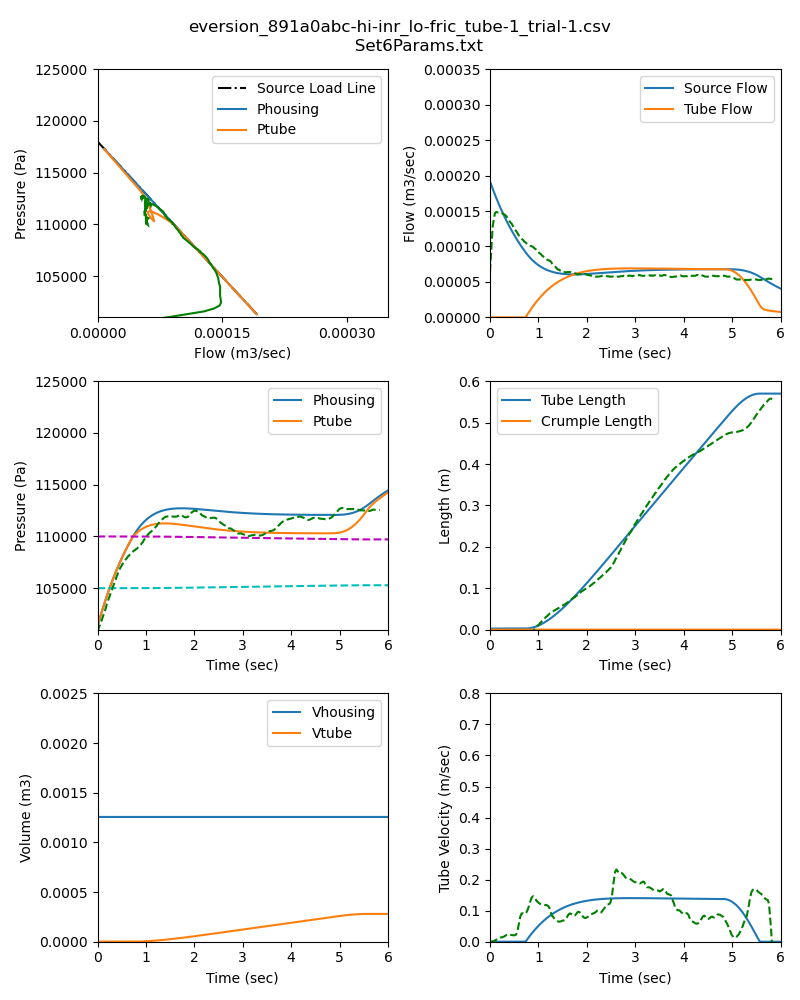 eversion_891a0abc-hi-inr_lo-fric_tube-1_trial-1.csv
Set6Params.txt
125000
120000
115000
110000
105000
Pressure (Pa)
Source Load Line
Phousing
Ptube
0.00000
0.00015
0.00030
Flow (m3/sec)
0.00035
0.00030
0.00025
0.00020
0.00015
0.00010
0.00005
0.00000
Flow (m3/sec)
Source Flow
Tube Flow
0 1 2 3 4 5 6
Time (sec)
125000
120000
115000
110000
105000
Pressure (Pa)
Phousing
Ptube
0 1 2 3 4 5 6
Time (sec)
0.6
0.5
0.4
0.3
0.2
0.1
0.0
Length (m)
Tube Length
Crumple Length
0 1 2 3 4 5 6
Time (sec)
0.0025
0.0020
0.0015
0.0010
0.0005
0.0000
Volume (m3)
Vhousing
Vtube
0 1 2 3 4 5 6
Time (sec)
0.8
0.7
0.6
0.5
0.4
0.3
0.2
0.1
0.0
Tube Velocity (m/sec)
0 1 2 3 4 5 6
Time (sec)